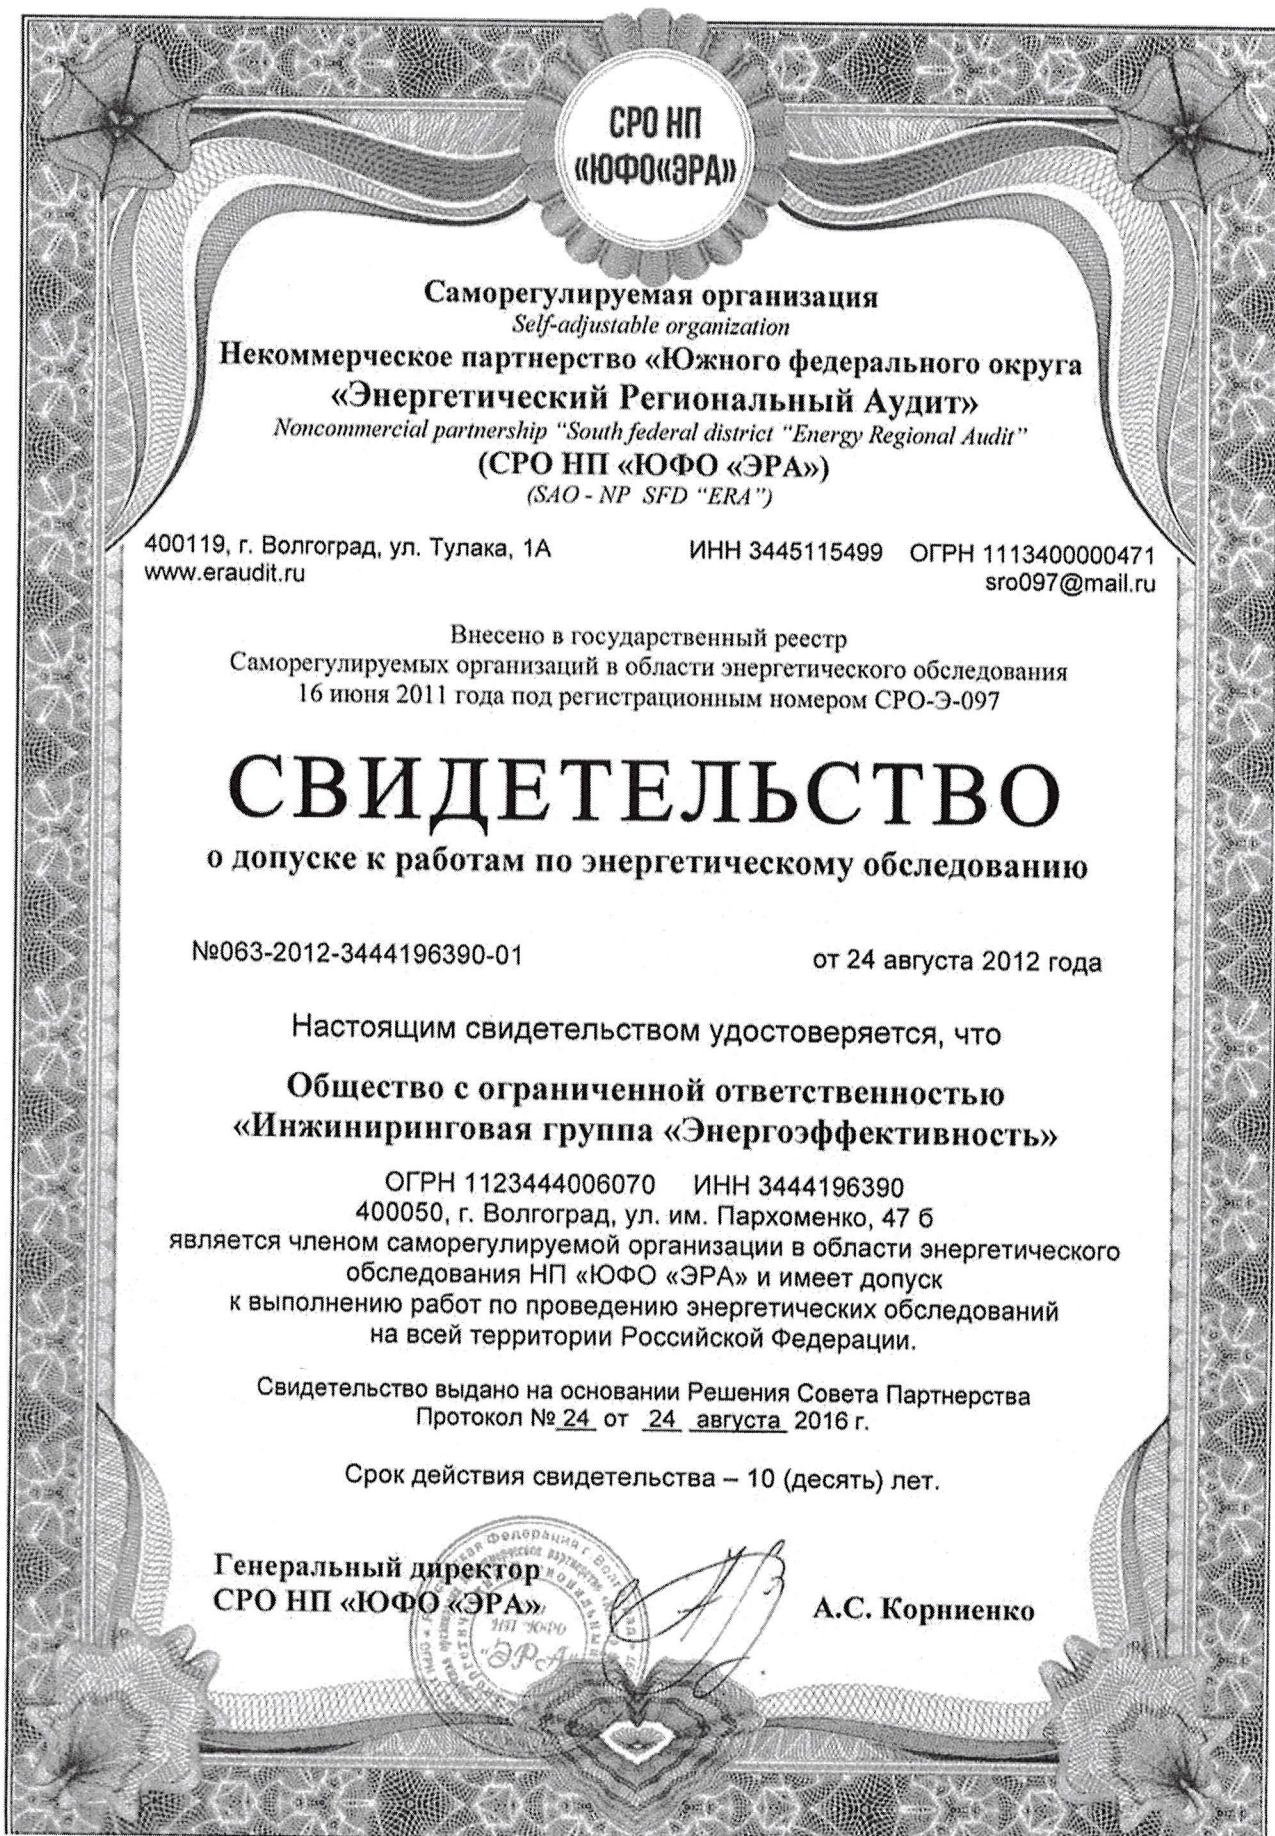 СРО НП
«ЮФО«ЭРА»
Саморегулируемая организация
Self-adjustable organization
Некоммерческое партнерство «Южного федерального округа
«Энергетический Региональный Аудит»
Noncommercial partnership "South federal district "Energy Regional Audit"
(СРО НП «ЮФО «ЭРА»)
(SAO - NP SFD "ERA")
400119, г. Волгоград, ул. Тулака, 1А ИНН 3445115499 ОГРН 1113400000471
www.eraudit.ru sro097@mail.ru
Внесено в государственный реестр
Саморегулируемых организаций в области энергетического обследования
16 июня 2011 года под регистрационным номером СРО-Э-097
СВИДЕТЕЛЬСТВО
о допуске к работам по энергетическому обследованию
№063-2012-3444196390-01 от 24 августа 2012 года
Настоящим свидетельством удостоверяется, что
Общество с ограниченной ответственностью
«Инжиниринговая группа «Энергоэффективность»
ОГРН 1123444006070 ИНН 3444196390
400050, г. Волгоград, ул. им. Пархоменко, 47 б
является членом саморегулируемой организации в области энергетического
обследования НП «ЮФО «ЭРА» и имеет допуск
к выполнению работ по проведению энергетических обследований
на всей территории Российской Федерации.
Свидетельство выдано на основании Решения Совета Партнерства
Протокол № 24 от 24 августа 2016 г.
Срок действия свидетельства – 10 (десять) лет.
Генеральный директор
СРО НП «ЮФО «ЭРА» А.С. Корниенко
НП "ЮФО
"ЭРА"